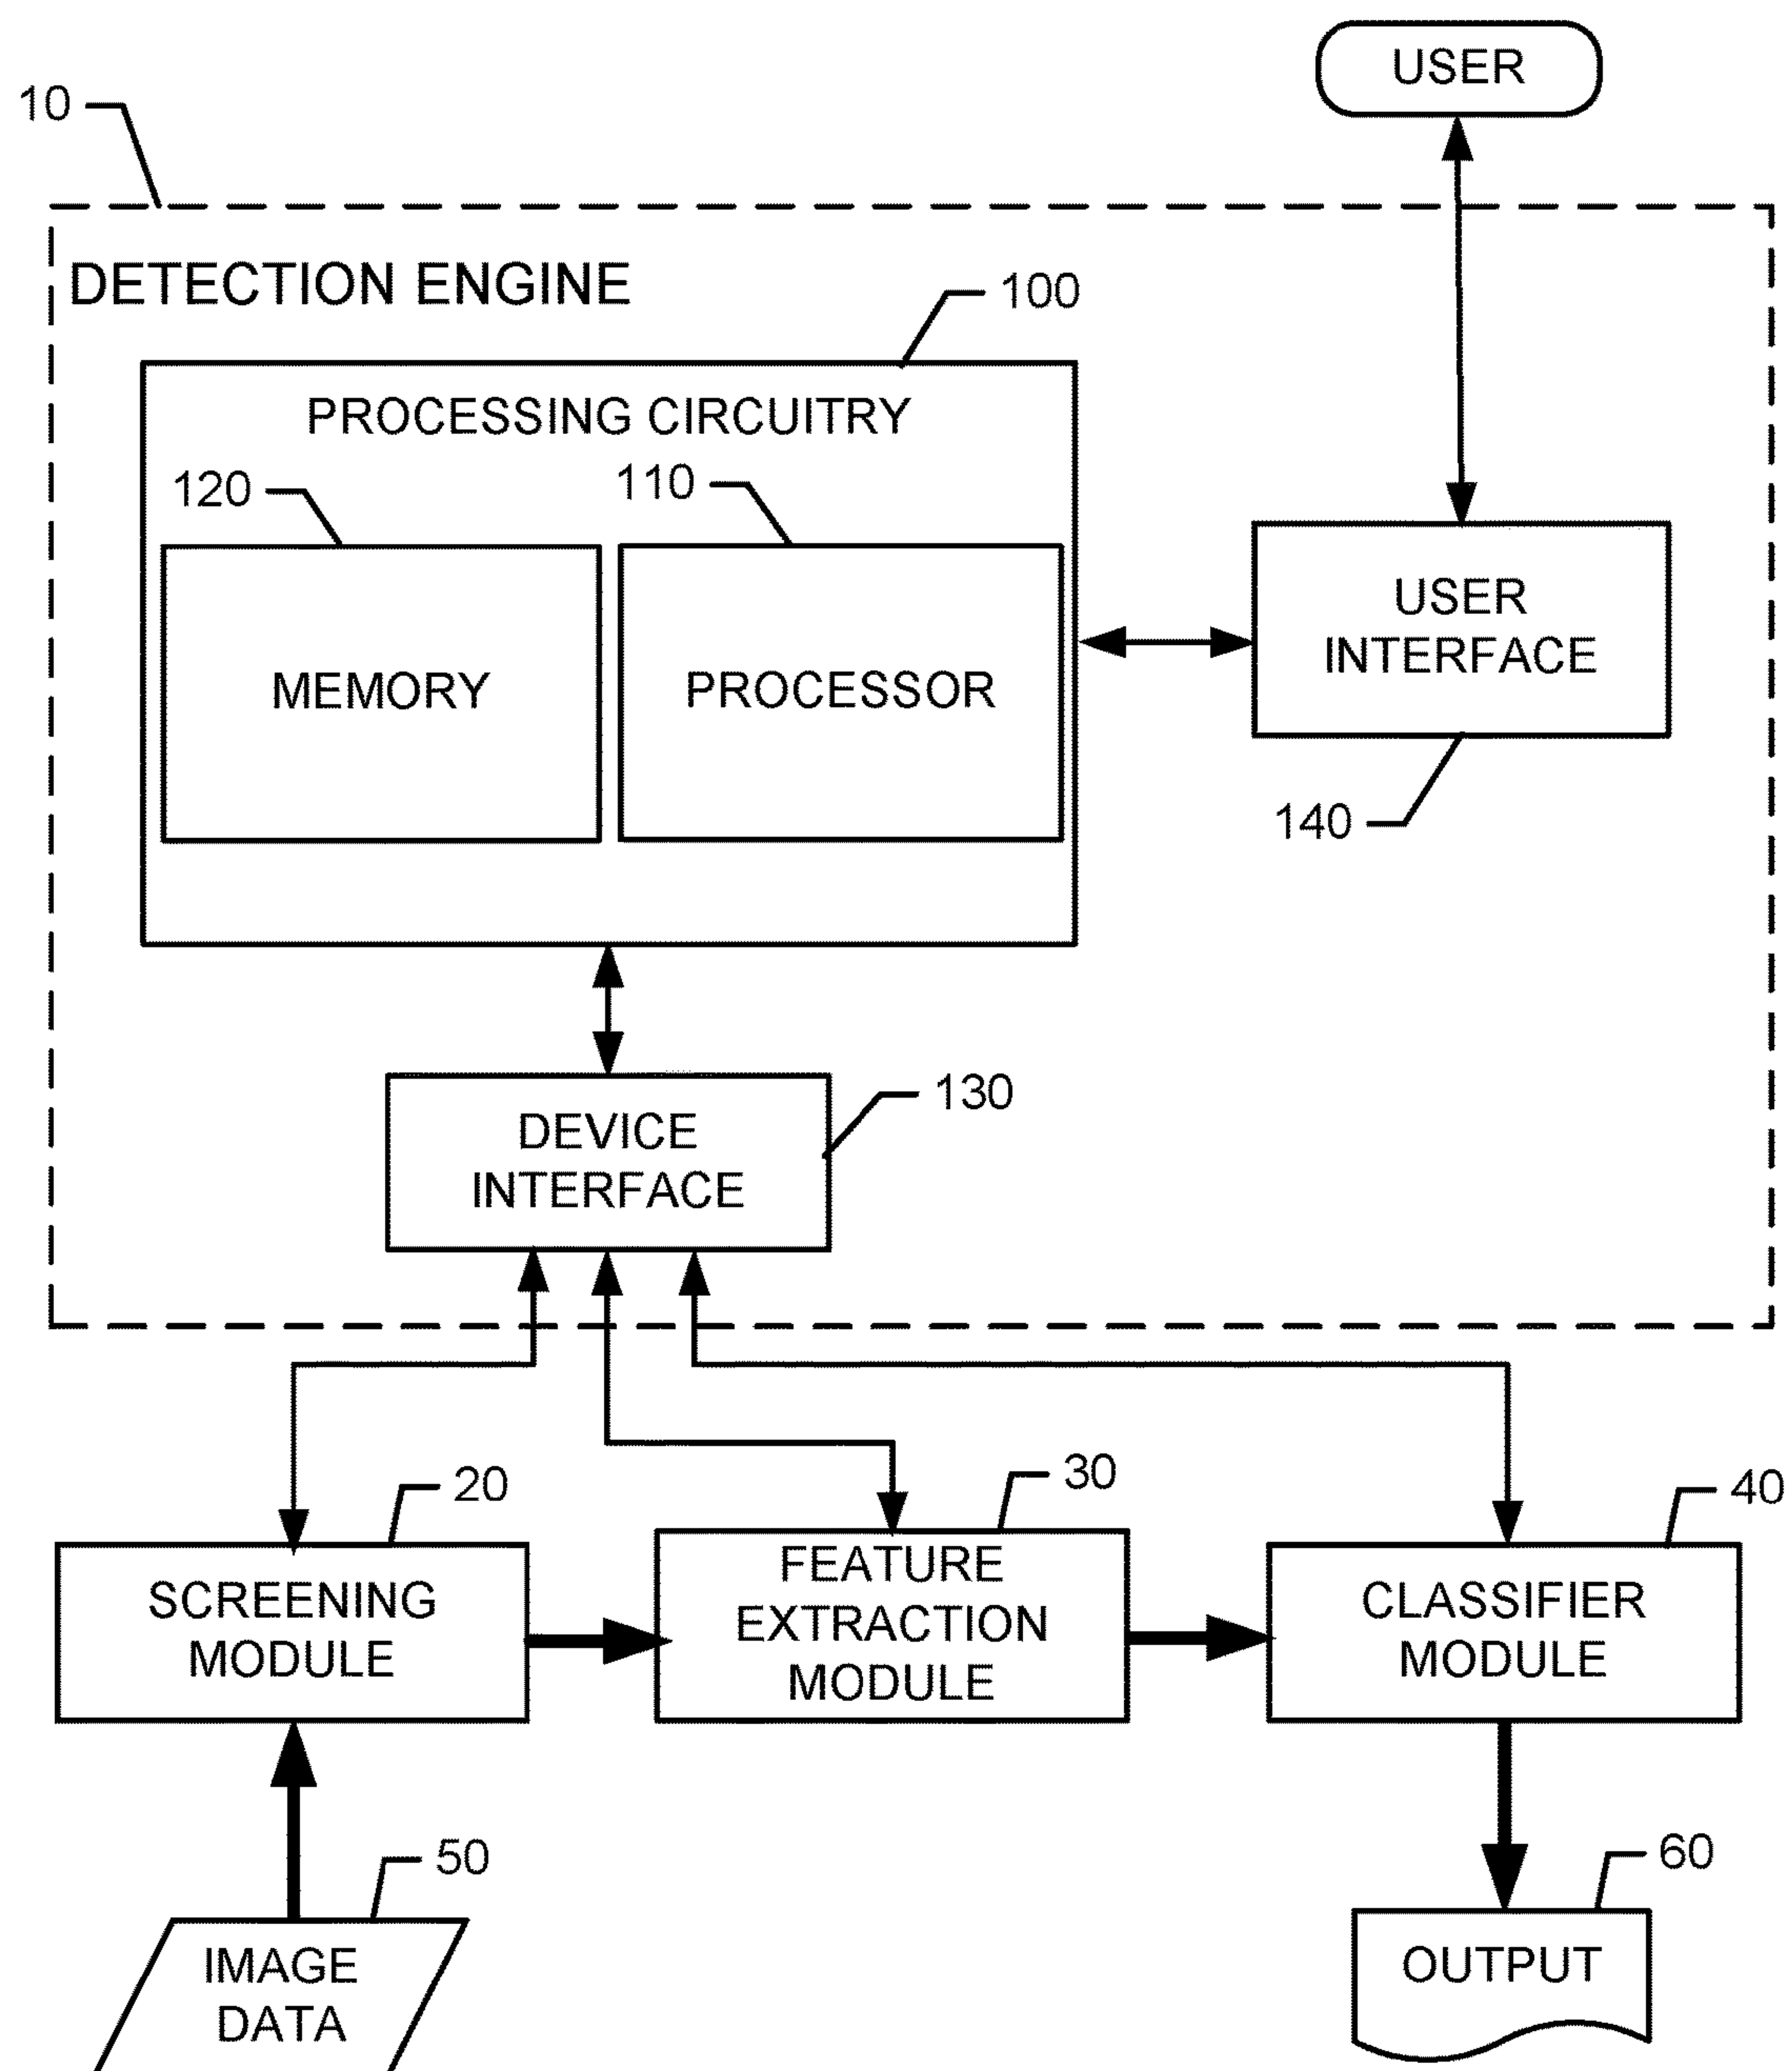 USER
10
DETECTION ENGINE
100
PROCESSING CIRCUITRY
120
110
MEMORY
PROCESSOR
USER
INTERFACE
140
130
DEVICE
INTERFACE
20
30
40
SCREENING
MODULE
FEATURE
EXTRACTION
MODULE
CLASSIFIER
MODULE
50
60
IMAGE
DATA
OUTPUT